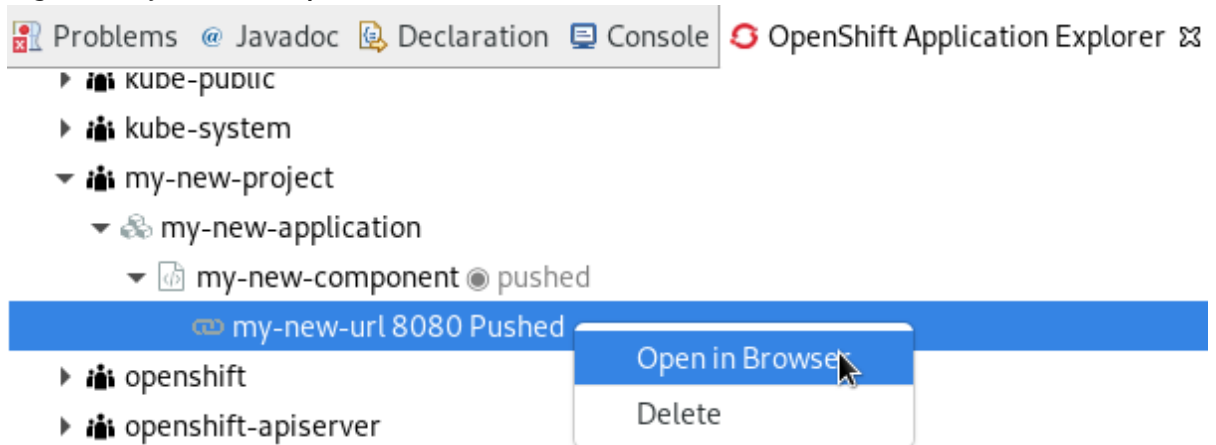 Problems @ Javadoc Declaration Console OpenShift Application Explorer
kube-public
kube-system
my-new-project
my-new-application
my-new-component pushed
my-new-url 8080 Pushed
Open in Browser
openshift
Delete
openshift-apiserver